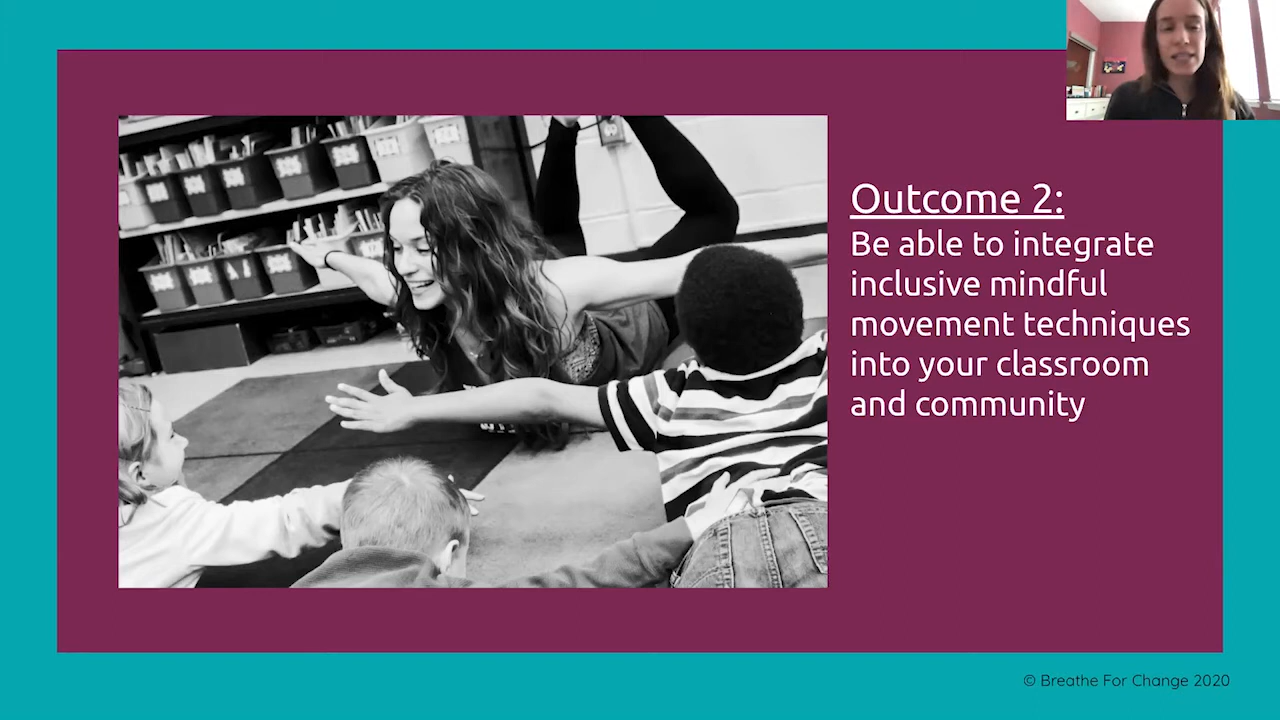 Outcome 2:
Be able to integrate
inclusive mindful
movement techniques
into your classroom
and community
© Breathe For Change 2020